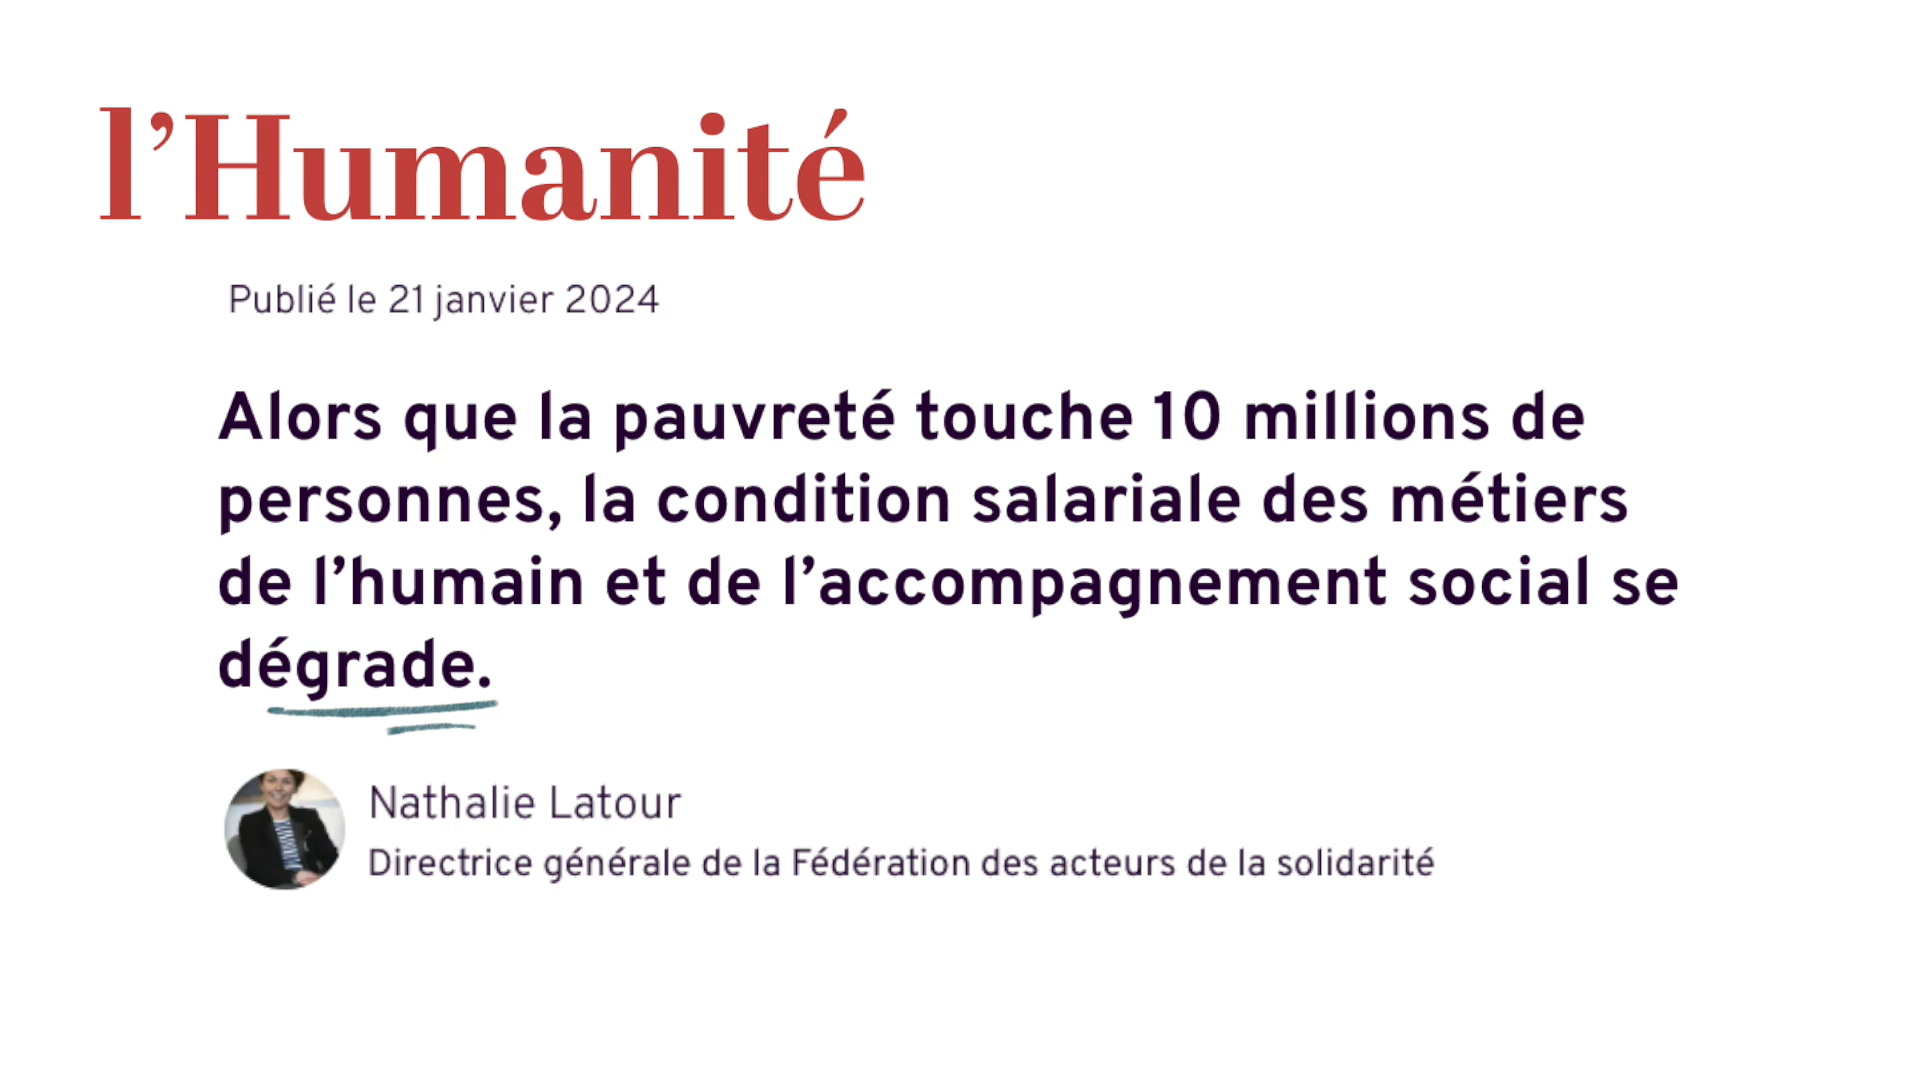 l’Humanité
Publié le 21 janvier 2024
Alors que la pauvreté touche 10 millions de
personnes, la condition salariale des métiers
de l’humain et de l’accompagnement social se
dégrade.
Nathalie Latour
Directrice générale de la Fédération des acteurs de la solidarité